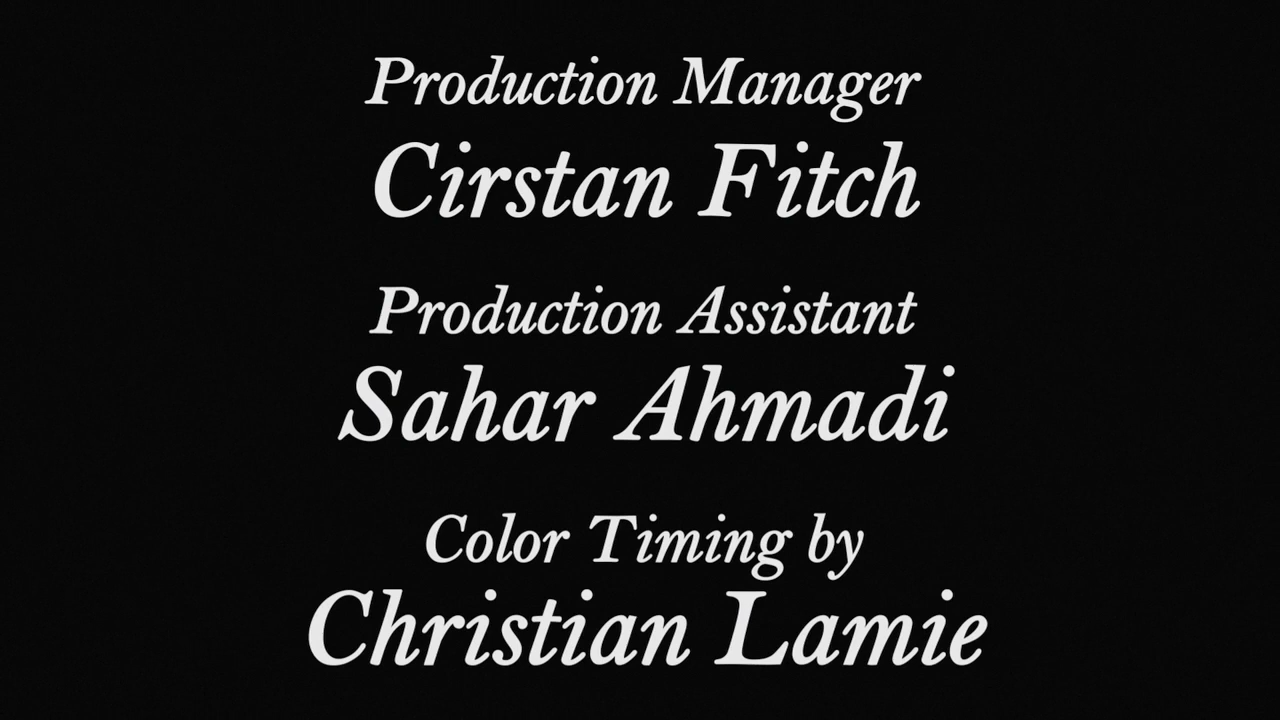 Production Manager
Cirstan Fitch
Production Assistant
Sahar Ahmadi
Color Timing by
Christian Lamie